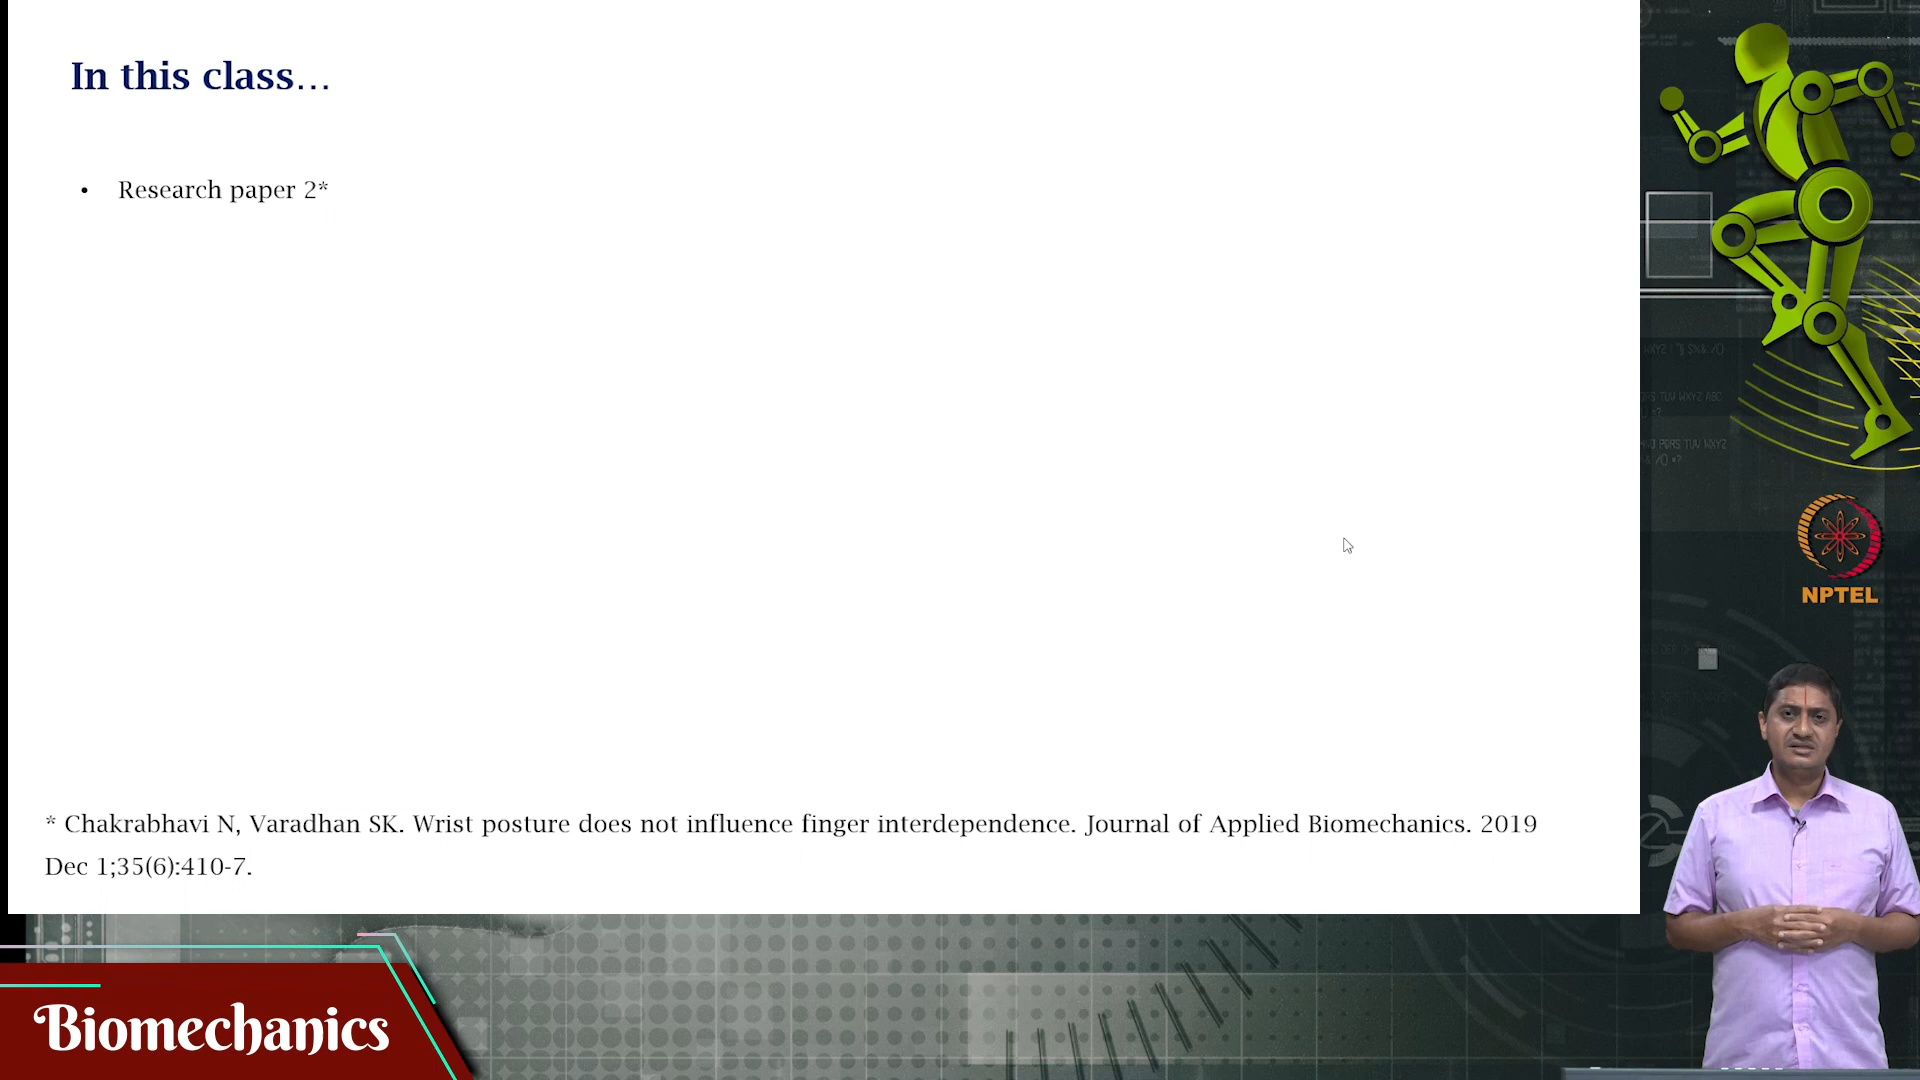 In this class...
• Research paper 2*
* Chakrabhavi N, Varadhan SK. Wrist posture does not influence finger interdependence. Journal of Applied Biomechanics. 2019
Dec 1;35(6):410-7.
NPTEL
Biomechanics